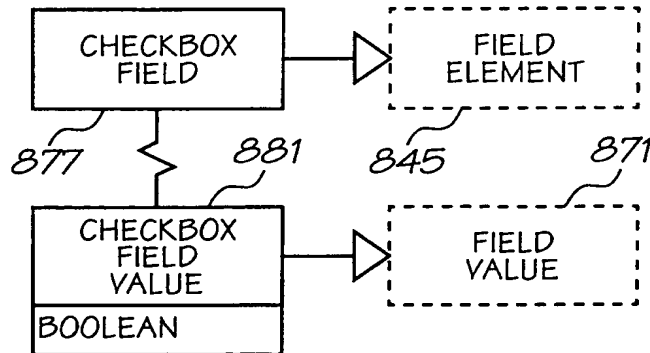 CHECKBOX
FIELD
FIELD
ELEMENT
877
845
881
871
CHECKBOX
FIELD
VALUE
BOOLEAN
FIELD
VALUE